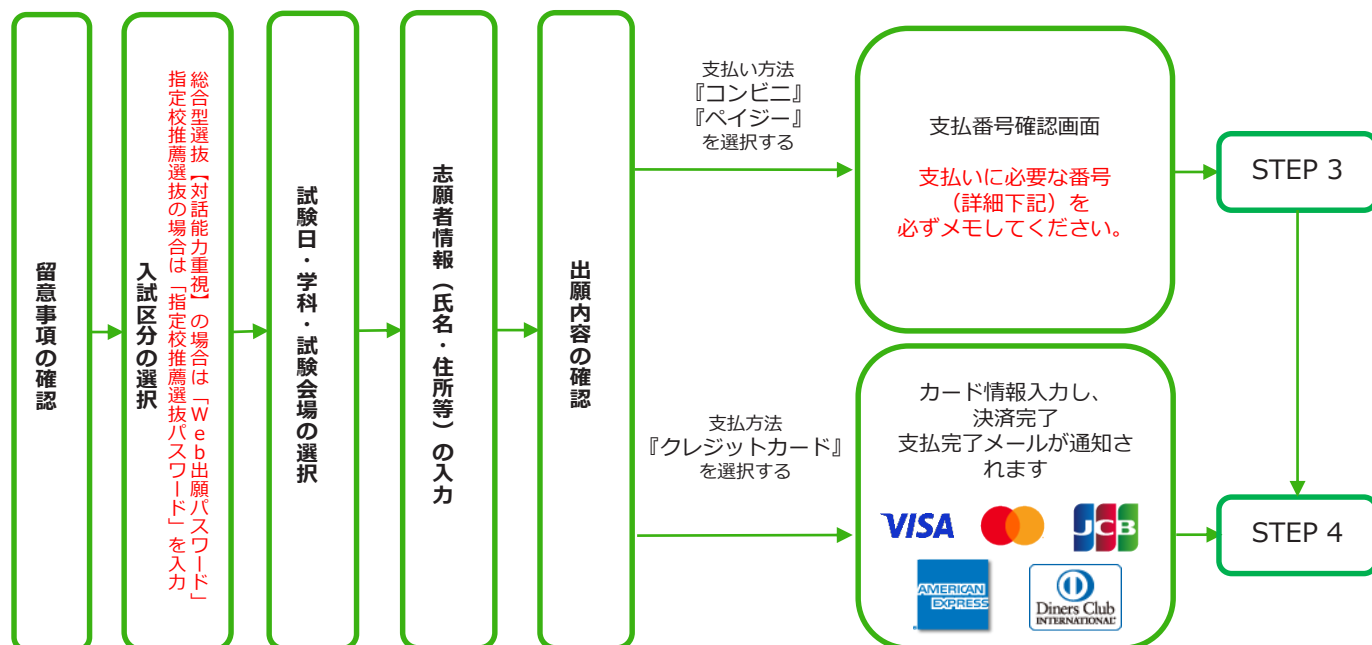 留意事項の確認
入試区分の選択
総合型選抜【対話能力重視】の場合は「Web出願パスワード」
指定校推薦選抜の場合は「指定校推薦選抜パスワード」を入力
試験日・学科・試験会場の選択
志願者情報(氏名・住所等)の入力
出願内容の確認
支払い方法
『コンビニ』
『ペイジー』
を選択する
支払番号確認画面
支払いに必要な番号
(詳細下記)を
必ずメモしてください。
STEP 3
支払方法
『クレジットカード』
を選択する
カード情報入力し、
決済完了
支払完了メールが通知さ
れます
VISA
JCB
AMERICAN
EXPRESS
Diners Club
INTERNATIONAL
STEP 4